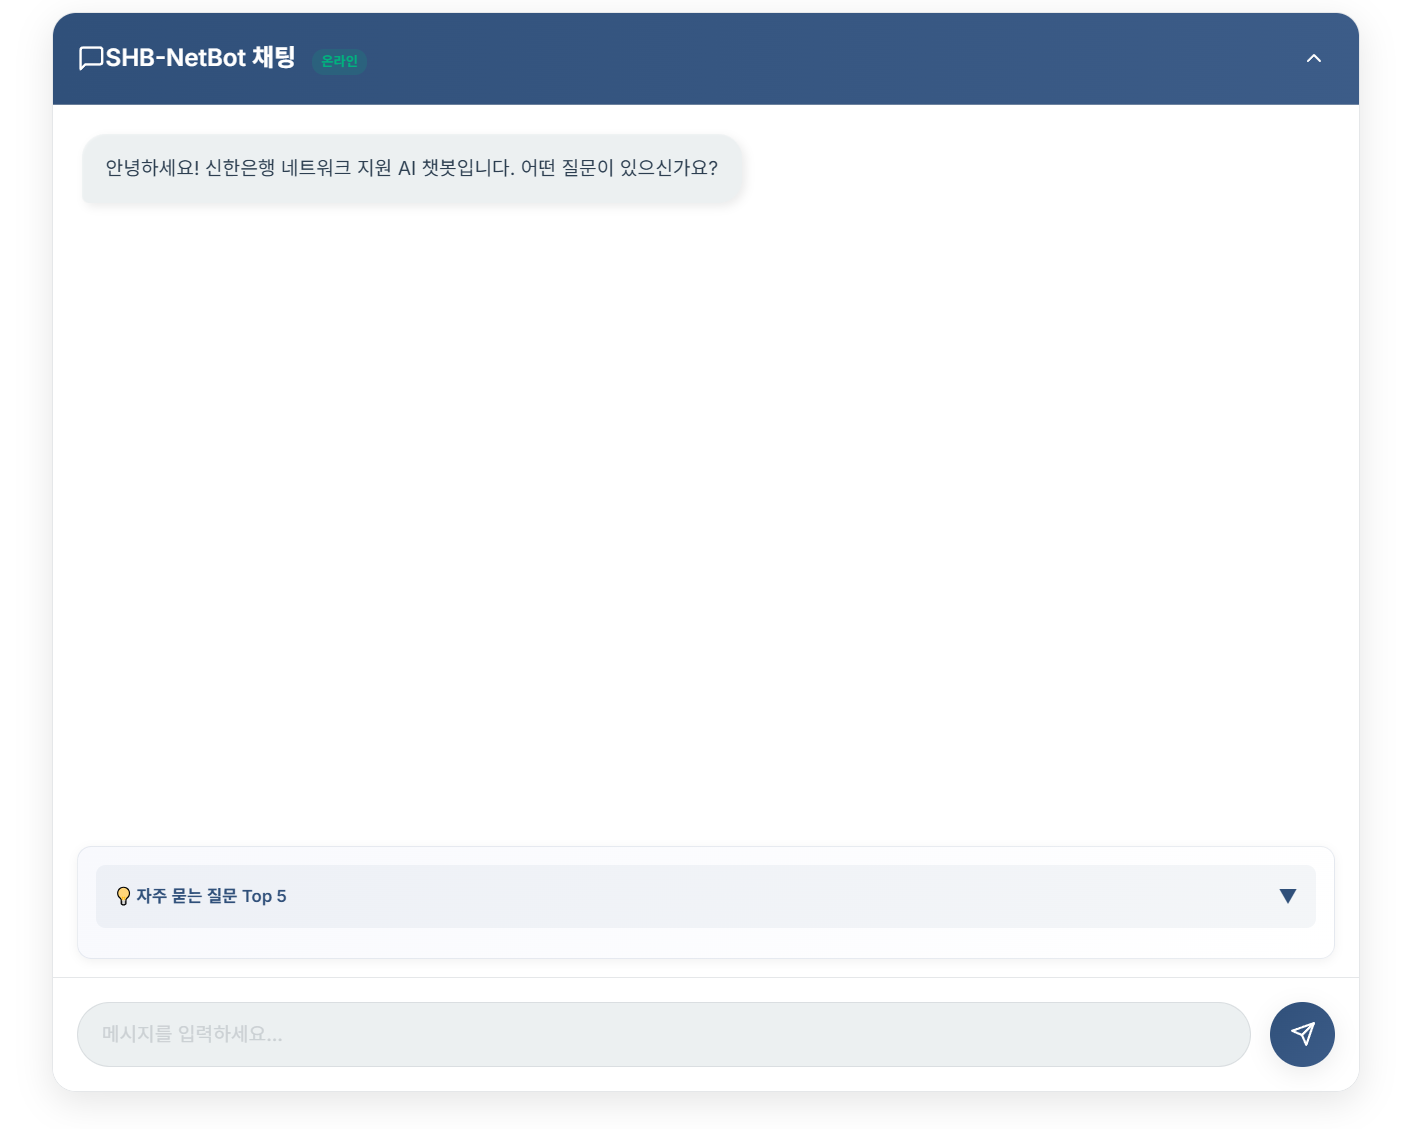 SHB-NetBot 채팅 온라인
안녕하세요! 신한은행 네트워크 지원 AI 챗봇입니다. 어떤 질문이 있으신가요?
💡 자주 묻는 질문 Top 5 ▼
메시지를 입력하세요...